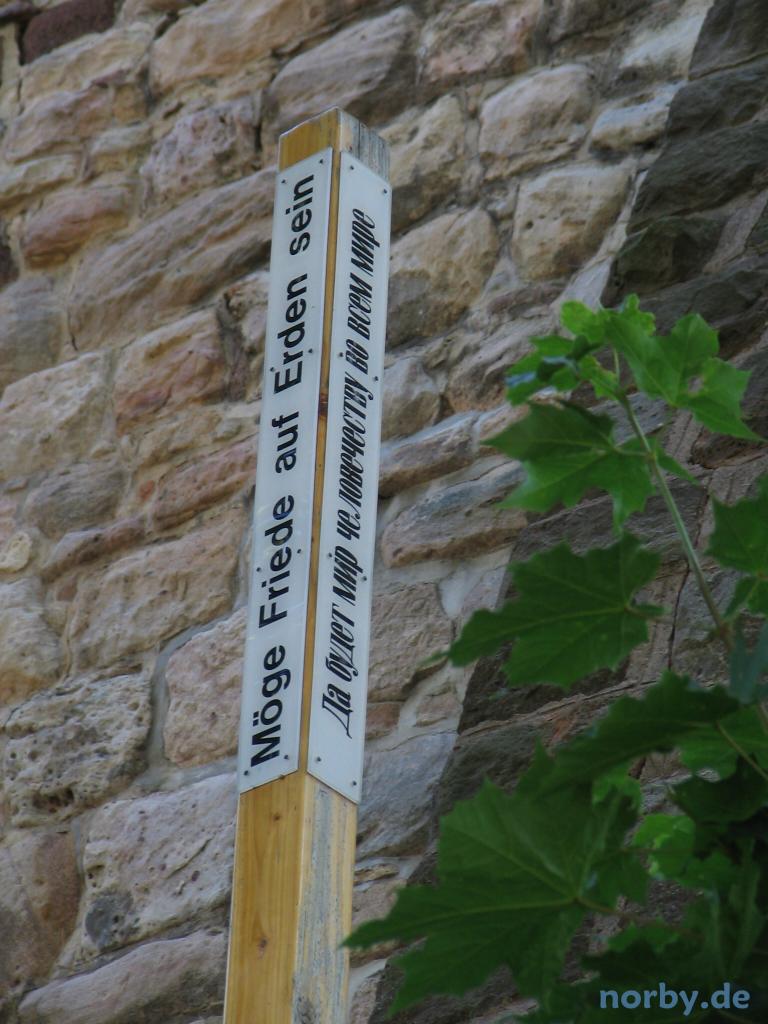 Möge Friede auf Erden sein
Да будет мир человечеству во всем мире
norby.de